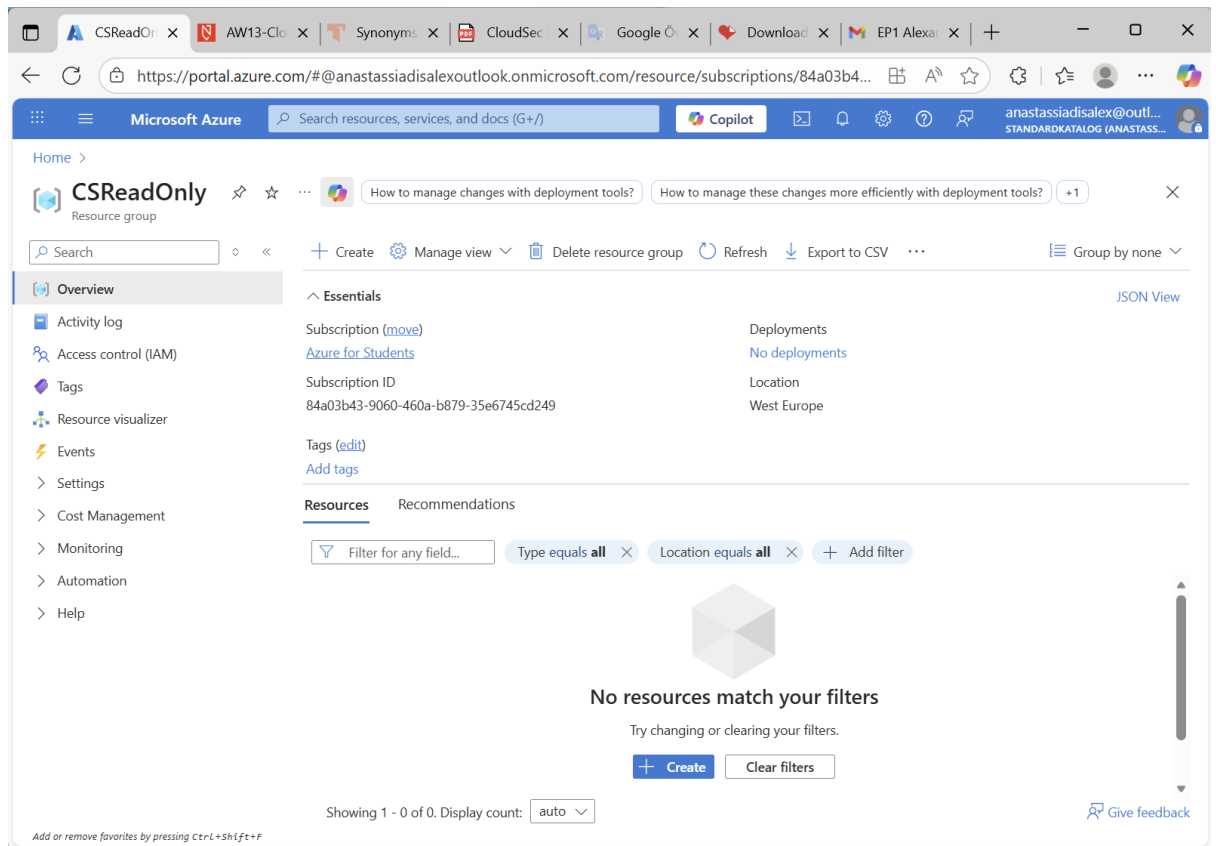 CSReadOn
AW13-Clo
Synonyms
CloudSec
Google Öv
Download
EP1 Alexar
https://portal.azure.com/#@anastassiadisalexoutlook.onmicrosoft.com/resource/subscriptions/84a03b4...
Microsoft Azure
Search resources, services, and docs (G+/)
Copilot
anastassiadisalex@outl...
STANDARDKATALOG (ANASTASS...
Home >
CSReadOnly
Resource group
How to manage changes with deployment tools?
How to manage these changes more efficiently with deployment tools?
+1
Search
Overview
Activity log
Access control (IAM)
Tags
Resource visualizer
Events
Settings
Cost Management
Monitoring
Automation
Help
Add or remove favorites by pressing Ctrl+Shift+F
Create
Manage view
Delete resource group
Refresh
Export to CSV
Group by none
Essentials
JSON View
Subscription (move)
Azure for Students
Subscription ID
84a03b43-9060-460a-b879-35e6745cd249
Deployments
No deployments
Location
West Europe
Tags (edit)
Add tags
Resources
Recommendations
Filter for any field...
Type equals all
Location equals all
Add filter
No resources match your filters
Try changing or clearing your filters.
Create
Clear filters
Showing 1 - 0 of 0. Display count: auto
Give feedback